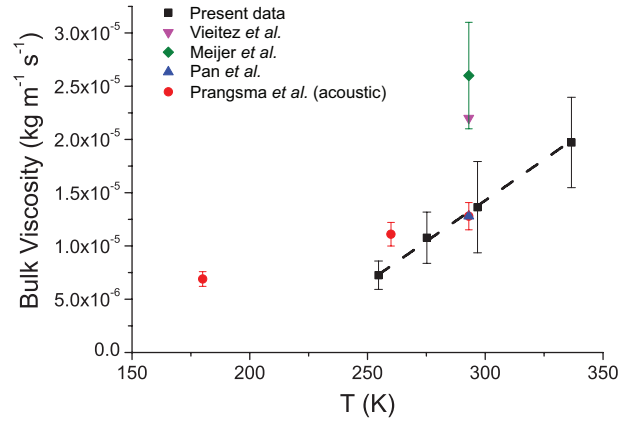 Present data
Vieitez et al.
Meijer et al.
Pan et al.
Prangsma et al. (acoustic)
Bulk Viscosity (kg m⁻¹ s⁻¹)
3.0x10⁻⁵
2.5x10⁻⁵
2.0x10⁻⁵
1.5x10⁻⁵
1.0x10⁻⁵
5.0x10⁻⁶
0.0
150 200 250 300 350
T (K)